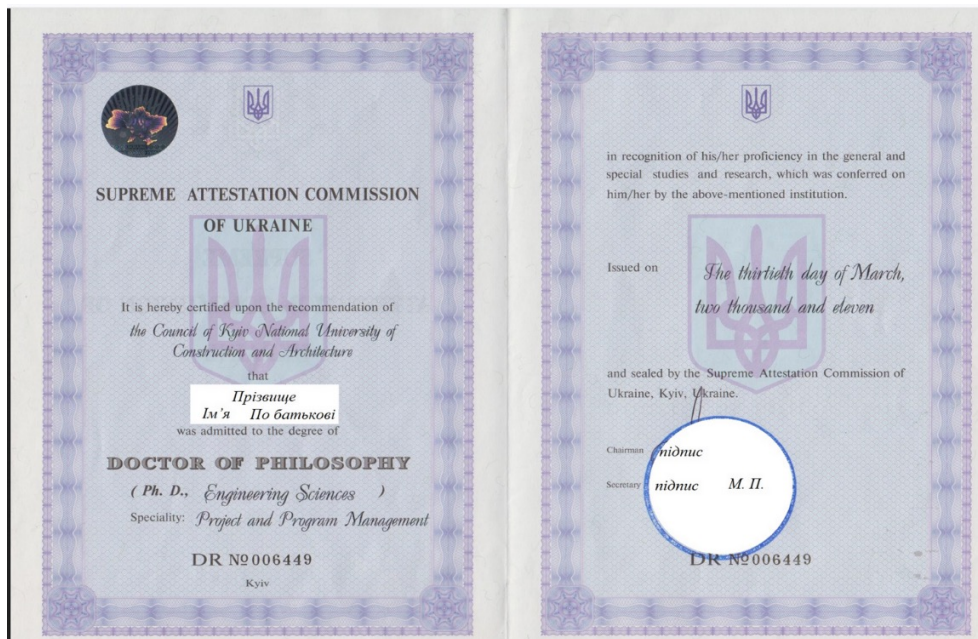 SUPREME ATTESTATION COMMISSION
OF UKRAINE
It is hereby certified upon the recommendation of
the Council of Kyiv National University of
Construction and Architecture
that
Прізвище
Ім’я По батькові
was admitted to the degree of
DOCTOR OF PHILOSOPHY
( Ph. D., Engineering Sciences )
Speciality: Project and Program Management
DR №006449
Kyiv
in recognition of his/her proficiency in the general and
special studies and research, which was conferred on
him/her by the above-mentioned institution.
Issued on The thirtieth day of March,
two thousand and eleven
and sealed by the Supreme Attestation Commission of
Ukraine, Kyiv, Ukraine.
Chairman підпис
Secretary підпис М. П.
DR №006449